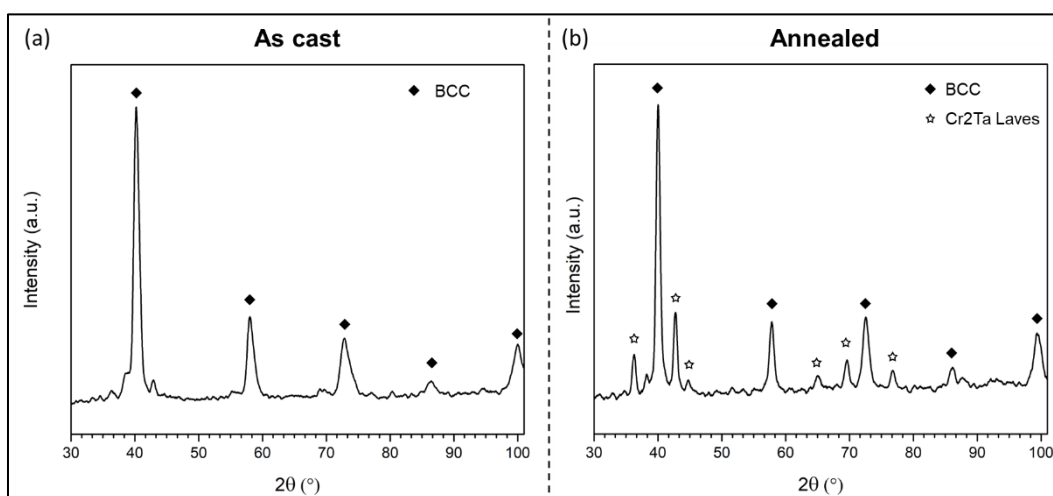 (a)
As cast
◆ BCC
Intensity (a.u.)
30 40 50 60 70 80 90 100
2θ (°)
(b)
Annealed
◆ BCC
☆ Cr2Ta Laves
Intensity (a.u.)
30 40 50 60 70 80 90 100
2θ (°)